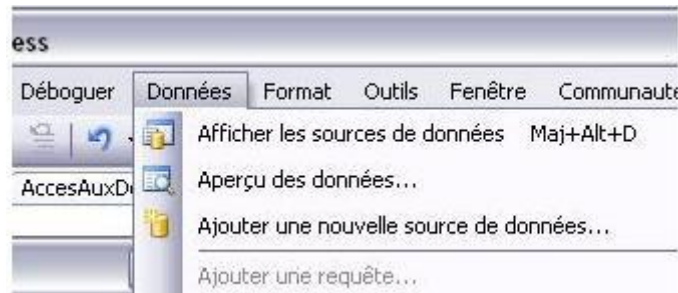 ess
Déboguer Données Format Outils Fenêtre Communauté
Afficher les sources de données Maj+Alt+D
AccesAuxD
Aperçu des données...
Ajouter une nouvelle source de données...
Ajouter une requête...